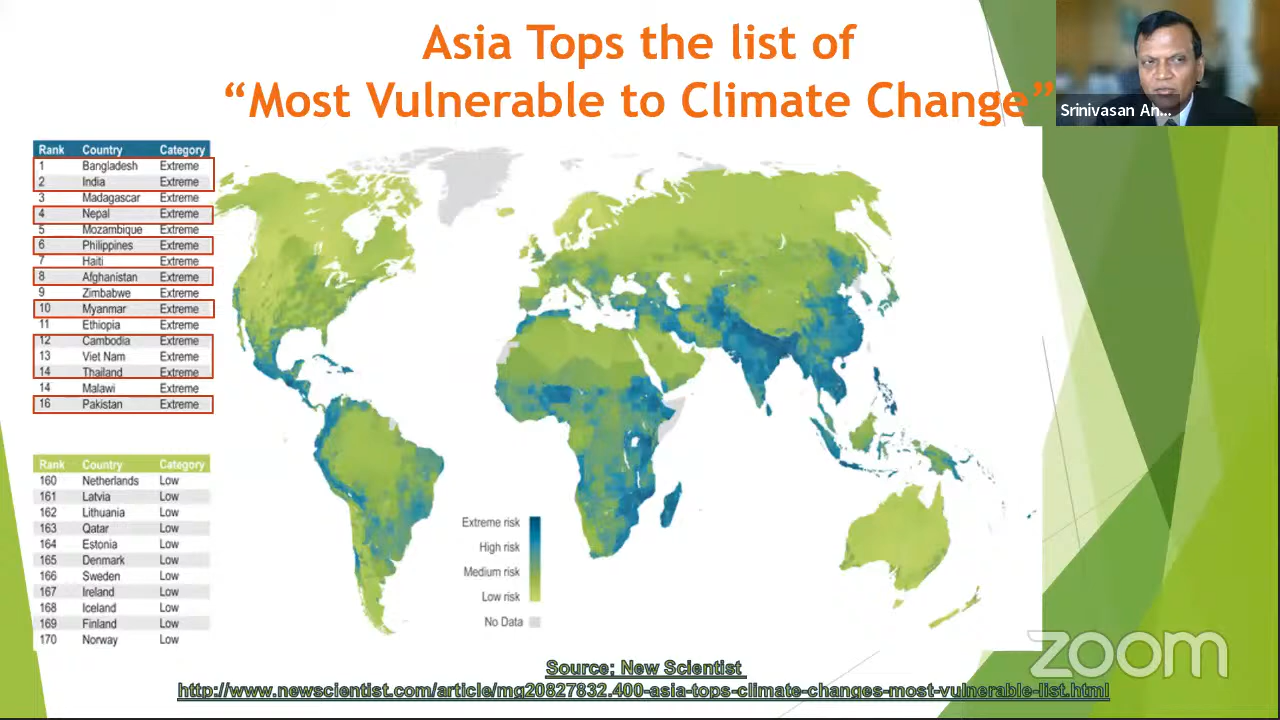 Asia Tops the list of
“Most Vulnerable to Climate Change”
Srinivasan An...
Rank Country Category
1 Bangladesh Extreme
2 India Extreme
3 Madagascar Extreme
4 Nepal Extreme
5 Mozambique Extreme
6 Philippines Extreme
7 Haiti Extreme
8 Afghanistan Extreme
9 Zimbabwe Extreme
10 Myanmar Extreme
11 Ethiopia Extreme
12 Cambodia Extreme
13 Viet Nam Extreme
14 Thailand Extreme
14 Malawi Extreme
16 Pakistan Extreme
Rank Country Category
160 Netherlands Low
161 Latvia Low
162 Lithuania Low
163 Qatar Low
164 Estonia Low
165 Denmark Low
166 Sweden Low
167 Ireland Low
168 Iceland Low
169 Finland Low
170 Norway Low
Extreme risk
High risk
Medium risk
Low risk
No Data
zoom
Source; New Scientist
http://www.newscientist.com/article/mg20827832.400-asia-tops-climate-changes-most-vulnerable-list.html